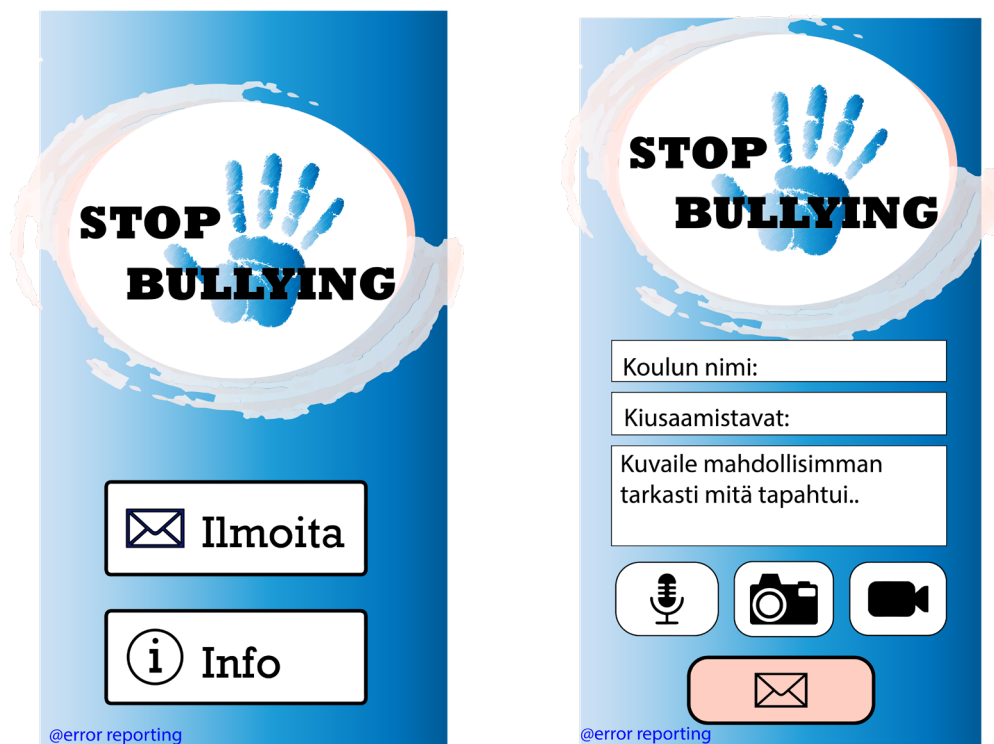 STOP
BULLYING
Ilmoita
Info
@error reporting
STOP
BULLYING
Koulun nimi:
Kiusaamistavat:
Kuvaile mahdollisimman
tarkasti mitä tapahtui..
@error reporting